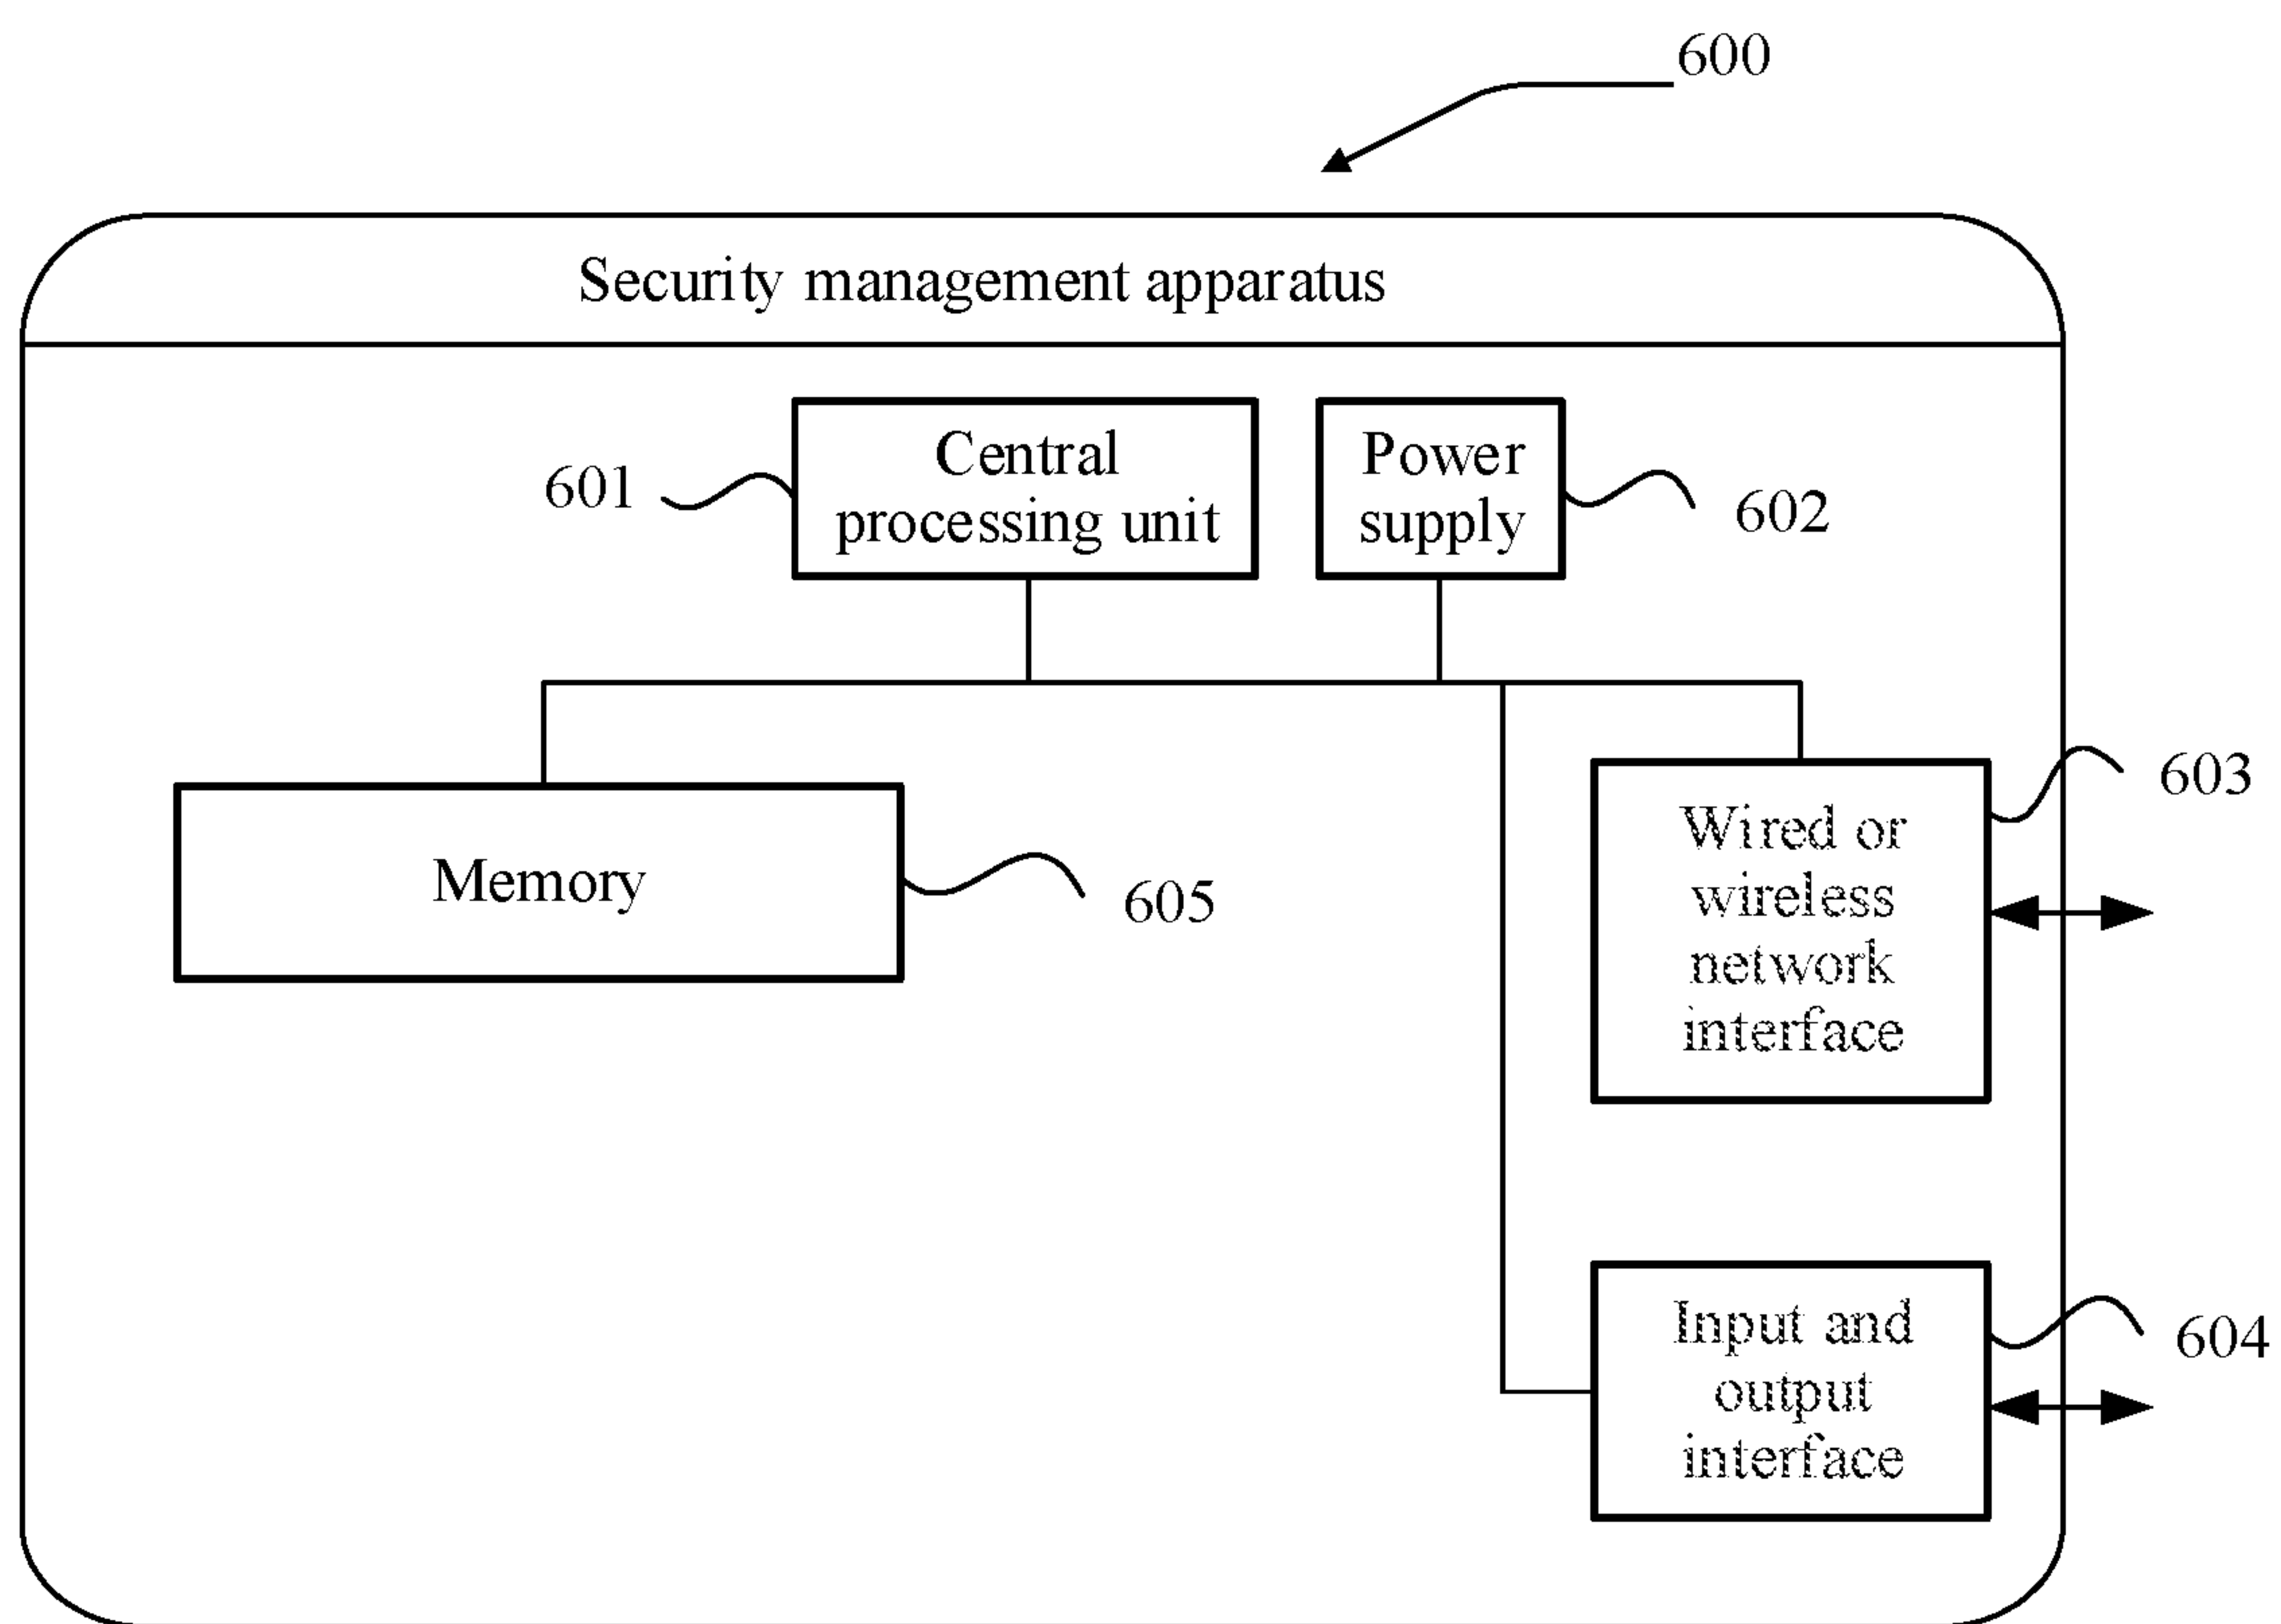 600
Security management apparatus
Central
processing unit
601
Power
supply
602
Memory
605
Wired or
wireless
network
interface
603
Input and
output
interface
604